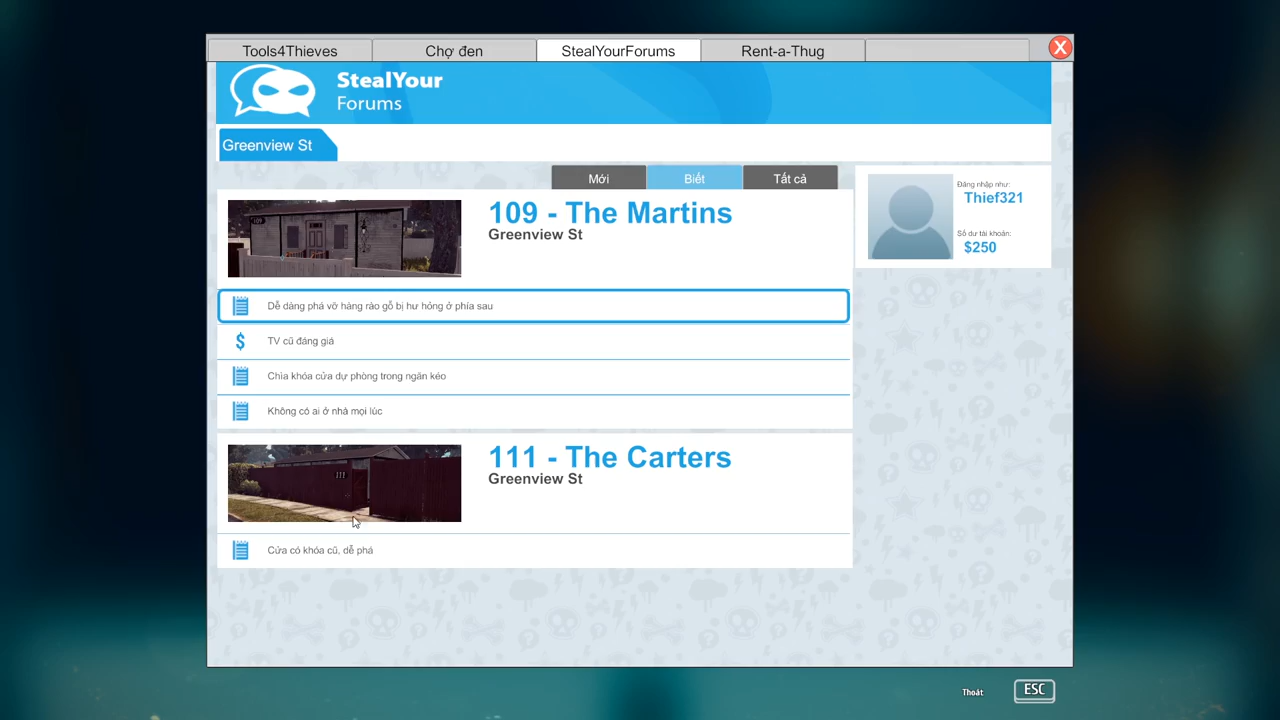 Tools4Thieves
Chợ đen
StealYourForums
Rent-a-Thug
X
StealYour
Forums
Greenview St
Mới
Biết
Tất cả
Đăng nhập như:
Thief321
Số dư tài khoản:
$250
109 - The Martins
Greenview St
109
Dễ dàng phá vỡ hàng rào gỗ bị hư hỏng ở phía sau
$ TV cũ đáng giá
Chìa khóa cửa dự phòng trong ngăn kéo
Không có ai ở nhà mọi lúc
111 - The Carters
Greenview St
111
Cửa có khóa cũ, dễ phá
Thoát
ESC